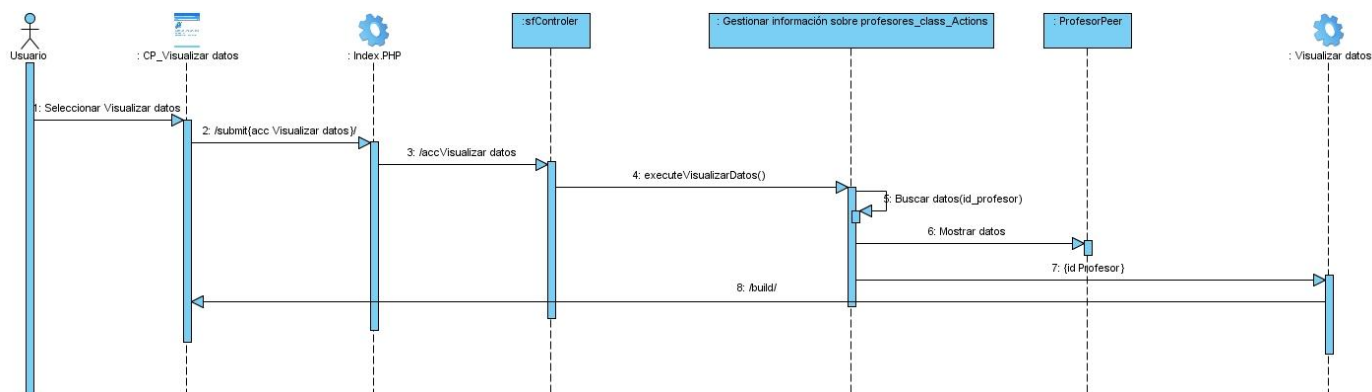 :sfControler
: Gestionar información sobre profesores_class_Actions
ProfesorPeer
Usuario
: CP_Visualizar datos
: Index.PHP
: Visualizar datos
1: Seleccionar Visualizar datos
2: /submit{acc Visualizar datos}/
3: /accVisualizar datos
4: executeVisualizarDatos()
5: Buscar datos(id_profesor)
6: Mostrar datos
7: {id Profesor}
8: /build/